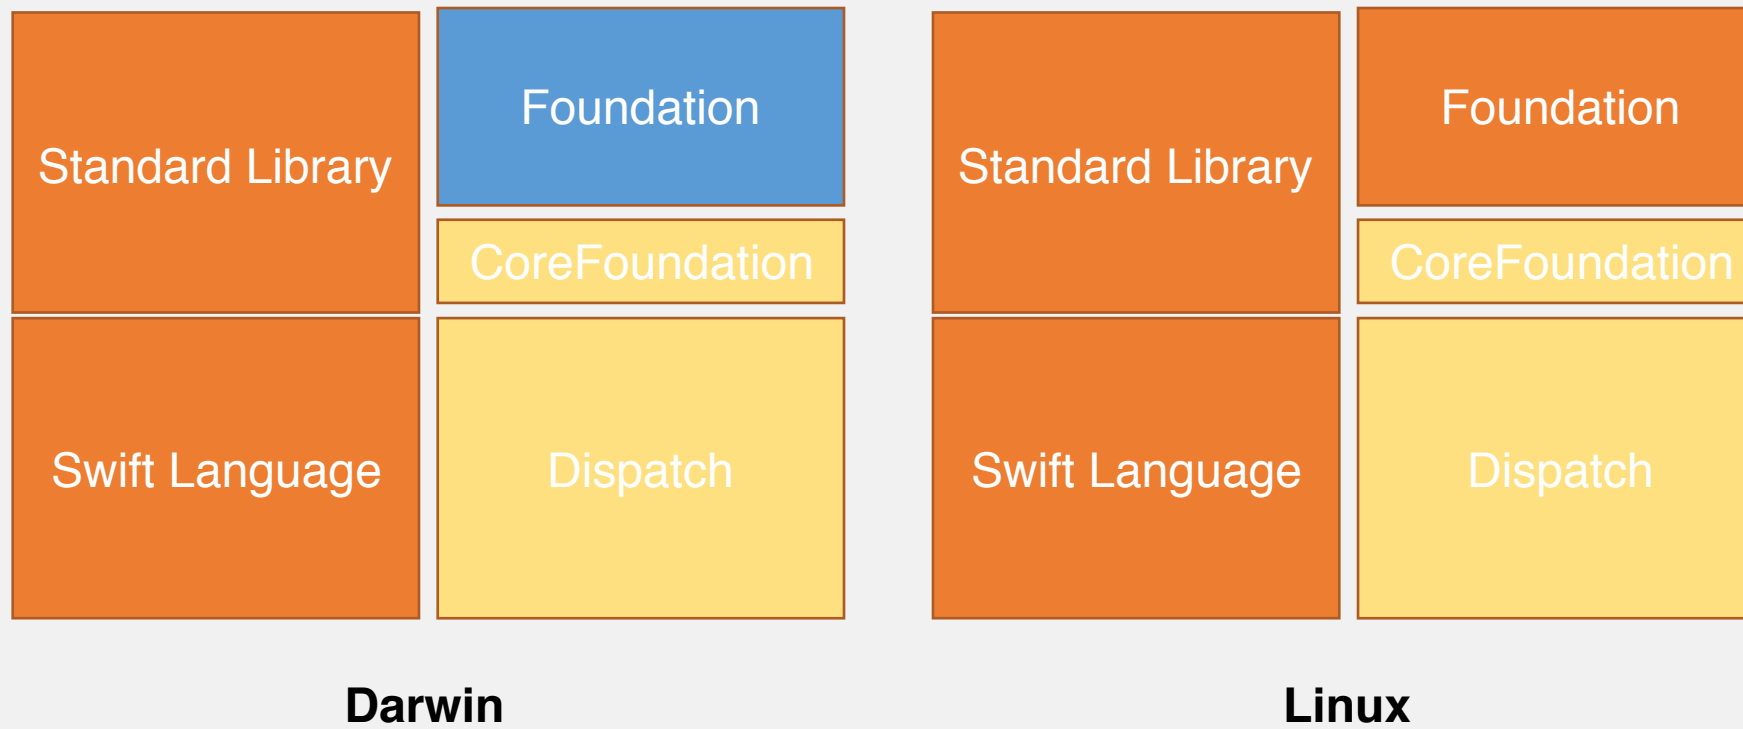 Standard Library
Foundation
CoreFoundation
Swift Language
Dispatch
Darwin
Standard Library
Foundation
CoreFoundation
Swift Language
Dispatch
Linux